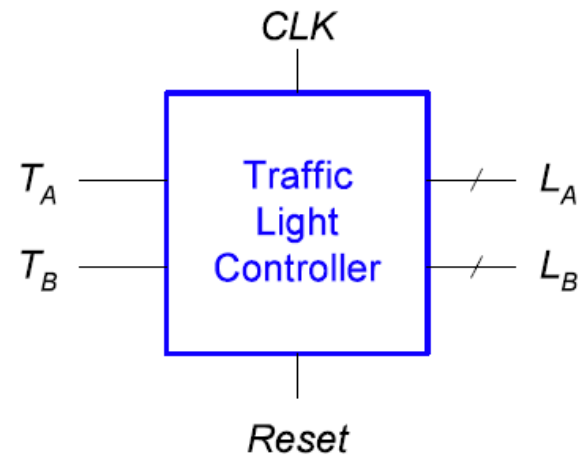 CLK
T_A
Traffic
Light
Controller
L_A
T_B
L_B
Reset